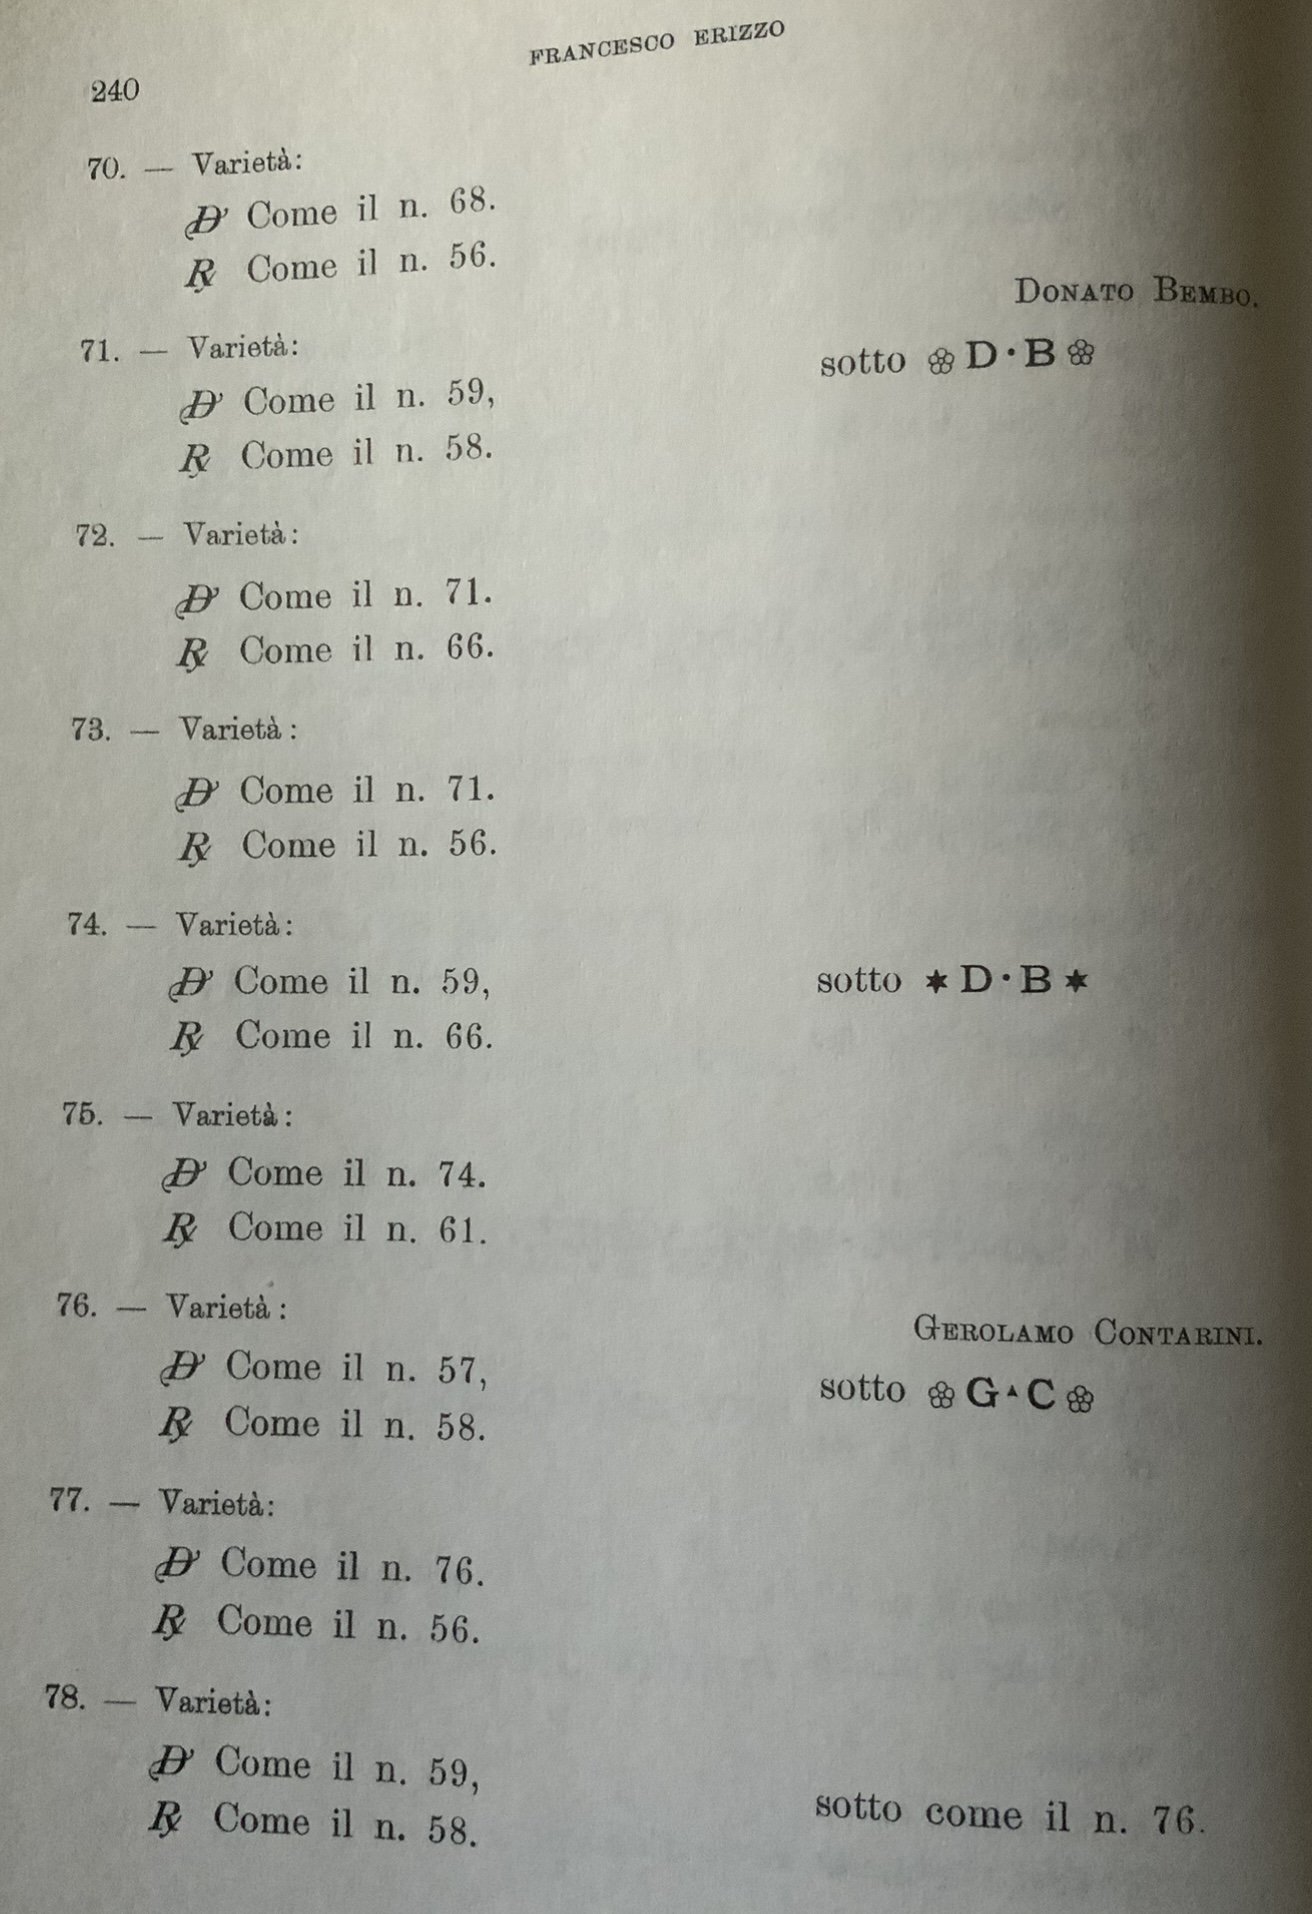 240
FRANCESCO ERIZZO
70. — Varietà:
D' Come il n. 68.
℞ Come il n. 56.
DONATO BEMBO.
71. — Varietà:
D' Come il n. 59, sotto ❀ D · B ❀
℞ Come il n. 58.
72. — Varietà:
D' Come il n. 71.
℞ Come il n. 66.
73. — Varietà:
D' Come il n. 71.
℞ Come il n. 56.
74. — Varietà:
D' Come il n. 59, sotto ✶ D · B ✶
℞ Come il n. 66.
75. — Varietà:
D' Come il n. 74.
℞ Come il n. 61.
76. — Varietà:
GEROLAMO CONTARINI.
D' Come il n. 57, sotto ❀ G ▴ C ❀
℞ Come il n. 58.
77. — Varietà:
D' Come il n. 76.
℞ Come il n. 56.
78. — Varietà:
D' Come il n. 59, sotto come il n. 76.
℞ Come il n. 58.